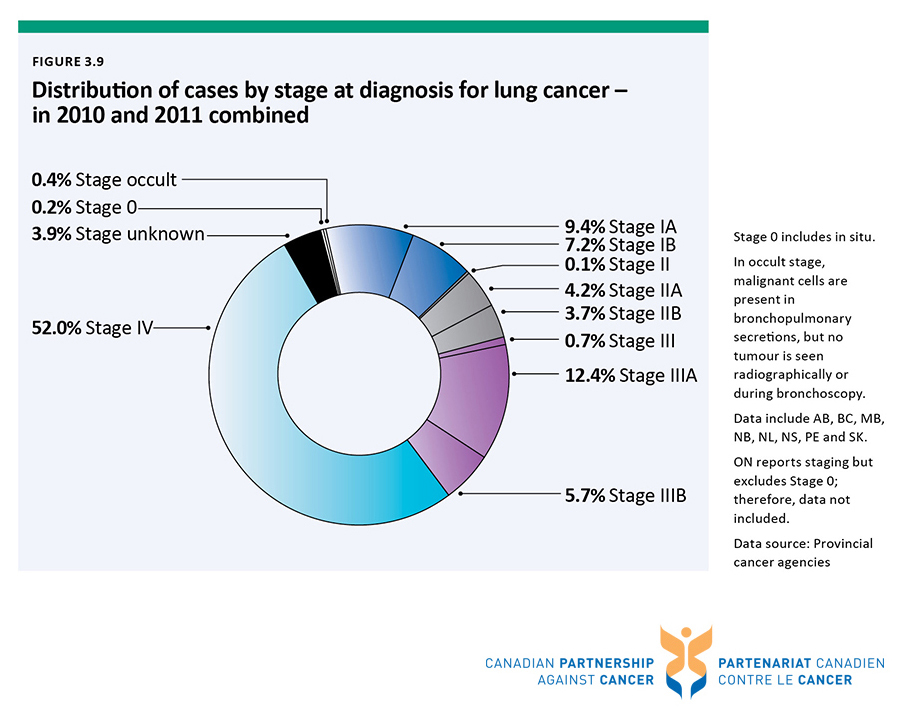 FIGURE 3.9
Distribution of cases by stage at diagnosis for lung cancer –
in 2010 and 2011 combined
0.4% Stage occult
0.2% Stage 0
3.9% Stage unknown
52.0% Stage IV
9.4% Stage IA
7.2% Stage IB
0.1% Stage II
4.2% Stage IIA
3.7% Stage IIB
0.7% Stage III
12.4% Stage IIIA
5.7% Stage IIIB
Stage 0 includes in situ.
In occult stage,
malignant cells are
present in
bronchopulmonary
secretions, but no
tumour is seen
radiographically or
during bronchoscopy.
Data include AB, BC, MB,
NB, NL, NS, PE and SK.
ON reports staging but
excludes Stage 0;
therefore, data not
included.
Data source: Provincial
cancer agencies
CANADIAN PARTNERSHIP
AGAINST CANCER
PARTENARIAT CANADIEN
CONTRE LE CANCER